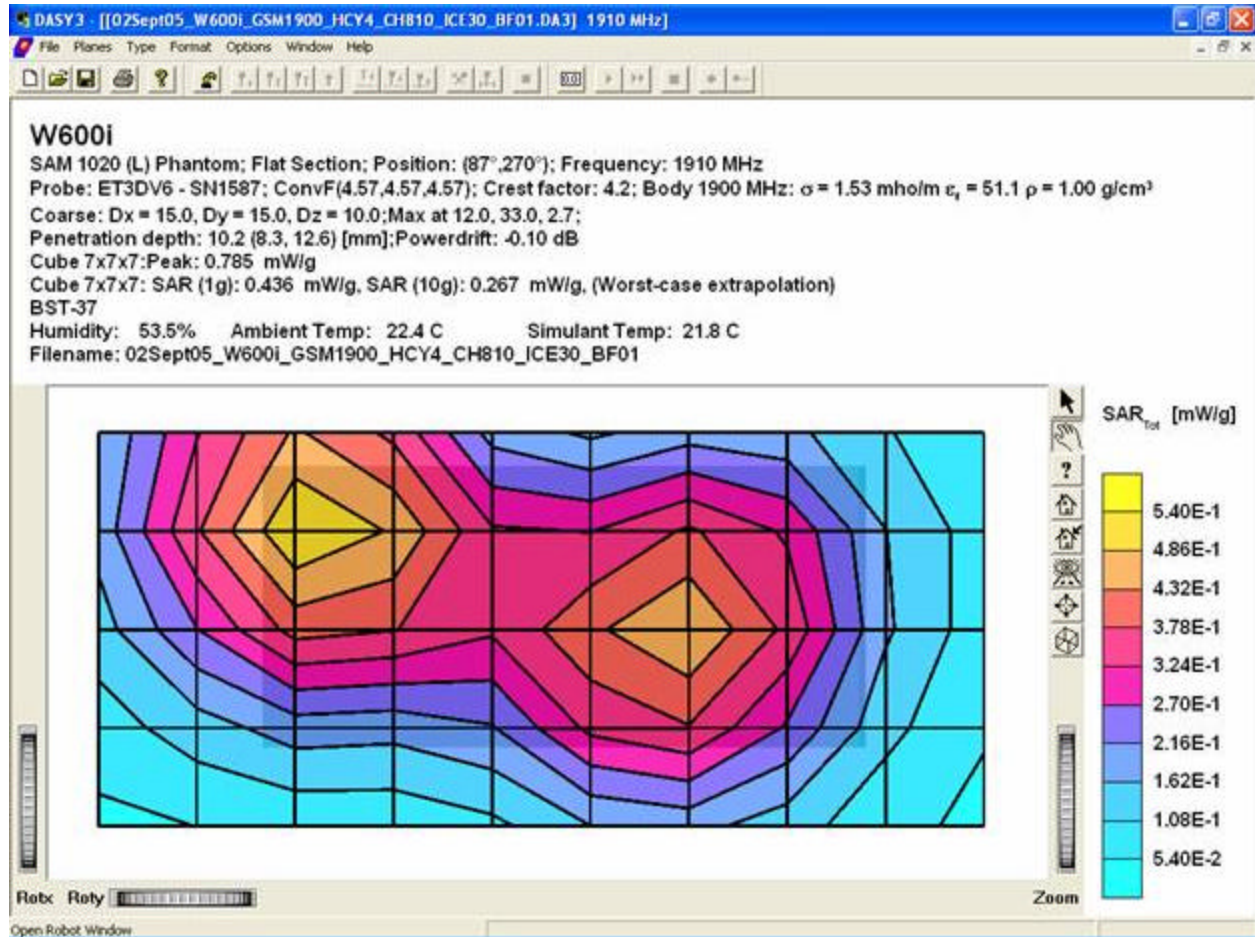 DASY3 - [[02Sept05_W600i_GSM1900_HCY4_CH810_ICE30_BF01.DA3] 1910 MHz]
File Planes Type Format Options Window Help
W600i
SAM 1020 (L) Phantom; Flat Section; Position: (87°,270°); Frequency: 1910 MHz
Probe: ET3DV6 - SN1587; ConvF(4.57,4.57,4.57); Crest factor: 4.2; Body 1900 MHz: σ = 1.53 mho/m εr = 51.1 ρ = 1.00 g/cm³
Coarse: Dx = 15.0, Dy = 15.0, Dz = 10.0;Max at 12.0, 33.0, 2.7;
Penetration depth: 10.2 (8.3, 12.6) [mm];Powerdrift: -0.10 dB
Cube 7x7x7:Peak: 0.785 mW/g
Cube 7x7x7: SAR (1g): 0.436 mW/g, SAR (10g): 0.267 mW/g, (Worst-case extrapolation)
BST-37
Humidity: 53.5% Ambient Temp: 22.4 C Simulant Temp: 21.8 C
Filename: 02Sept05_W600i_GSM1900_HCY4_CH810_ICE30_BF01
SARTot [mW/g]
5.40E-1
4.86E-1
4.32E-1
3.78E-1
3.24E-1
2.70E-1
2.16E-1
1.62E-1
1.08E-1
5.40E-2
Rotx Roty
Zoom
Open Robot Window